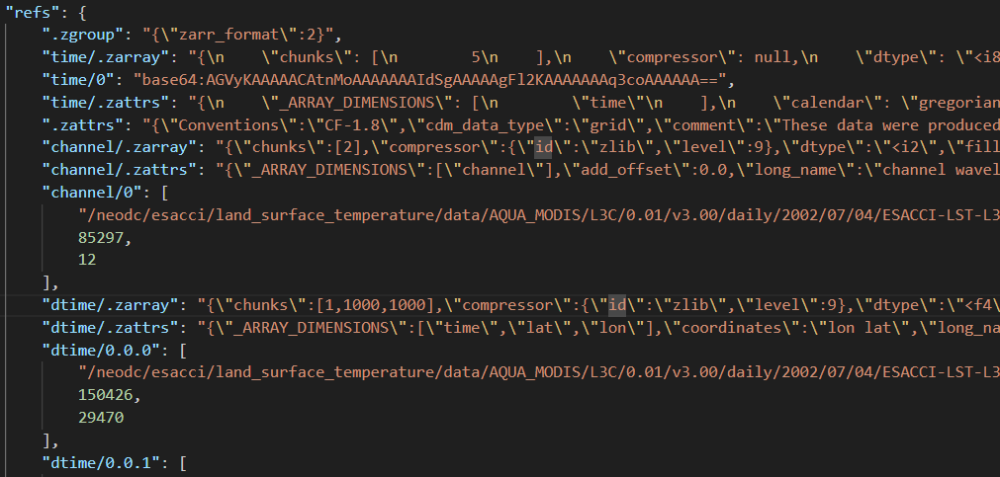 "refs": {
".zgroup": "{\"zarr_format\":2}",
"time/.zarray": "{\n    \"chunks\": [\n        5\n    ],\n    \"compressor\": null,\n    \"dtype\": \"<i8
"time/0": "base64:AGVyKAAAAACAtnMoAAAAAAAIdSgAAAAAgFl2KAAAAAAAq3coAAAAAA==",
"time/.zattrs": "{\n    \"_ARRAY_DIMENSIONS\": [\n        \"time\"\n    ],\n    \"calendar\": \"gregorian
".zattrs": "{\"Conventions\":\"CF-1.8\",\"cdm_data_type\":\"grid\",\"comment\":\"These data were produced
"channel/.zarray": "{\"chunks\":[2],\"compressor\":{\"id\":\"zlib\",\"level\":9},\"dtype\":\"<i2\",\"fill
"channel/.zattrs": "{\"_ARRAY_DIMENSIONS\":[\"channel\"],\"add_offset\":0.0,\"long_name\":\"channel wavel
"channel/0": [
"/neodc/esacci/land_surface_temperature/data/AQUA_MODIS/L3C/0.01/v3.00/daily/2002/07/04/ESACCI-LST-L3
85297,
12
],
"dtime/.zarray": "{\"chunks\":[1,1000,1000],\"compressor\":{\"id\":\"zlib\",\"level\":9},\"dtype\":\"<f4\
"dtime/.zattrs": "{\"_ARRAY_DIMENSIONS\":[\"time\",\"lat\",\"lon\"],\"coordinates\":\"lon lat\",\"long_na
"dtime/0.0.0": [
"/neodc/esacci/land_surface_temperature/data/AQUA_MODIS/L3C/0.01/v3.00/daily/2002/07/04/ESACCI-LST-L3
150426,
29470
],
"dtime/0.0.1": [